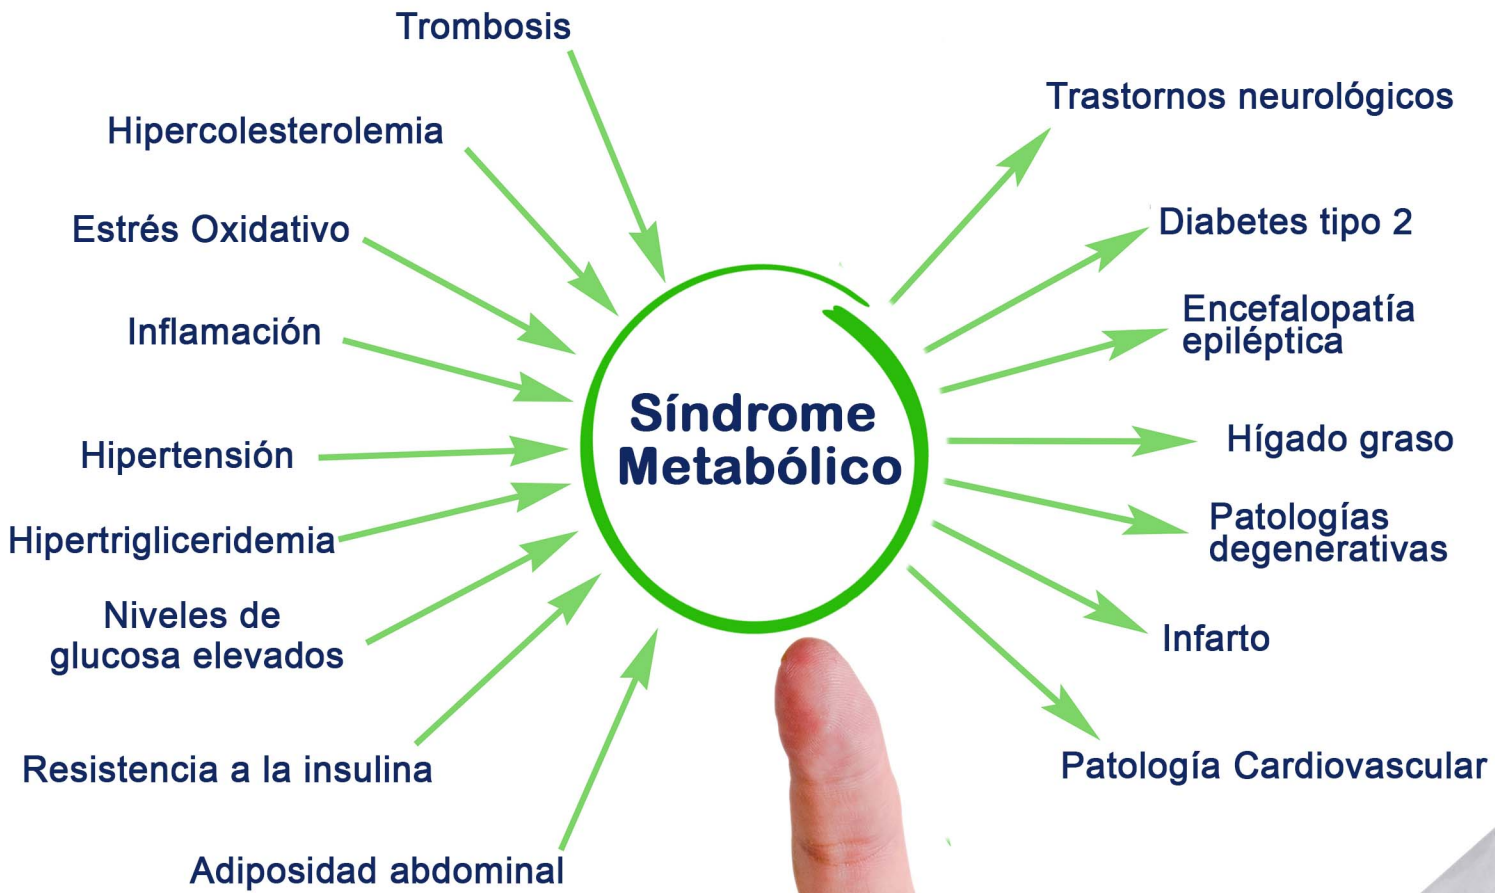 Trombosis
Hipercolesterolemia
Estrés Oxidativo
Inflamación
Hipertensión
Hipertrigliceridemia
Niveles de
glucosa elevados
Resistencia a la insulina
Adiposidad abdominal
Síndrome
Metabólico
Trastornos neurológicos
Diabetes tipo 2
Encefalopatía
epiléptica
Hígado graso
Patologías
degenerativas
Infarto
Patología Cardiovascular